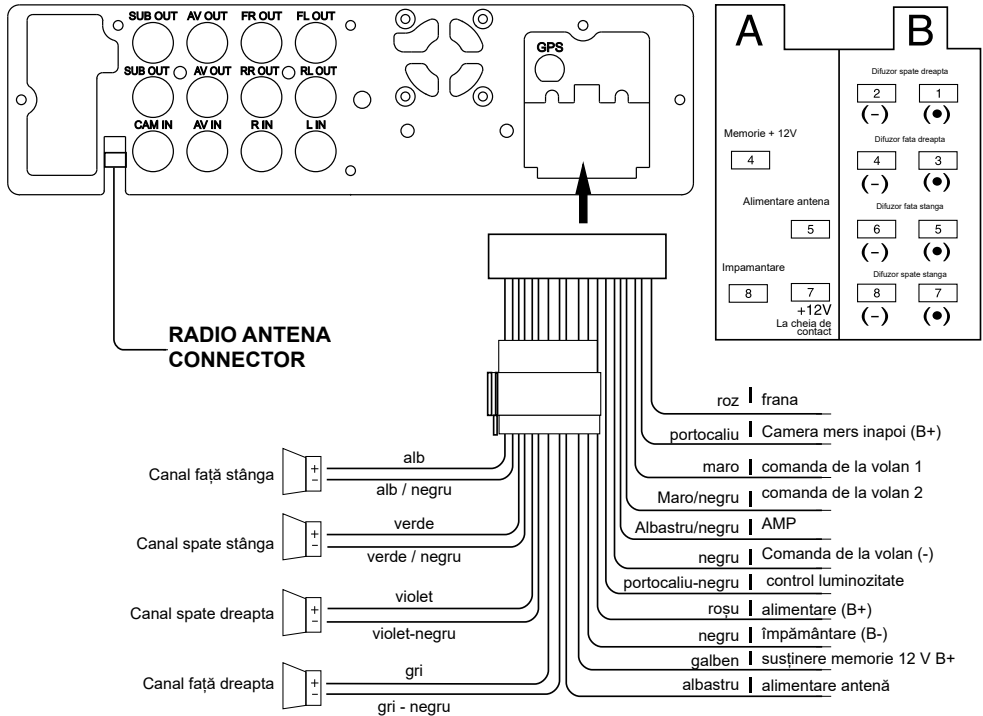 SUB OUT AV OUT FR OUT FL OUT
SUB OUT AV OUT RR OUT RL OUT
CAM IN AV IN R IN L IN
GPS
RADIO ANTENA
CONNECTOR
A
Memorie + 12V
4
Alimentare antena
5
Impamantare
8 7
+12V
La cheia de
contact
B
Difuzor spate dreapta
2 1
(-) (•)
Difuzor fata dreapta
4 3
(-) (•)
Difuzor fata stanga
6 5
(-) (•)
Difuzor spate stanga
8 7
(-) (•)
Canal față stânga
+
-
alb
alb / negru
Canal spate stânga
+
-
verde
verde / negru
Canal spate dreapta
+
-
violet
violet-negru
Canal față dreapta
+
-
gri
gri - negru
roz | frana
portocaliu | Camera mers inapoi (B+)
maro | comanda de la volan 1
Maro/negru | comanda de la volan 2
Albastru/negru | AMP
negru | Comanda de la volan (-)
portocaliu-negru | control luminozitate
roșu | alimentare (B+)
negru | împământare (B-)
galben | susținere memorie 12 V B+
albastru | alimentare antenă